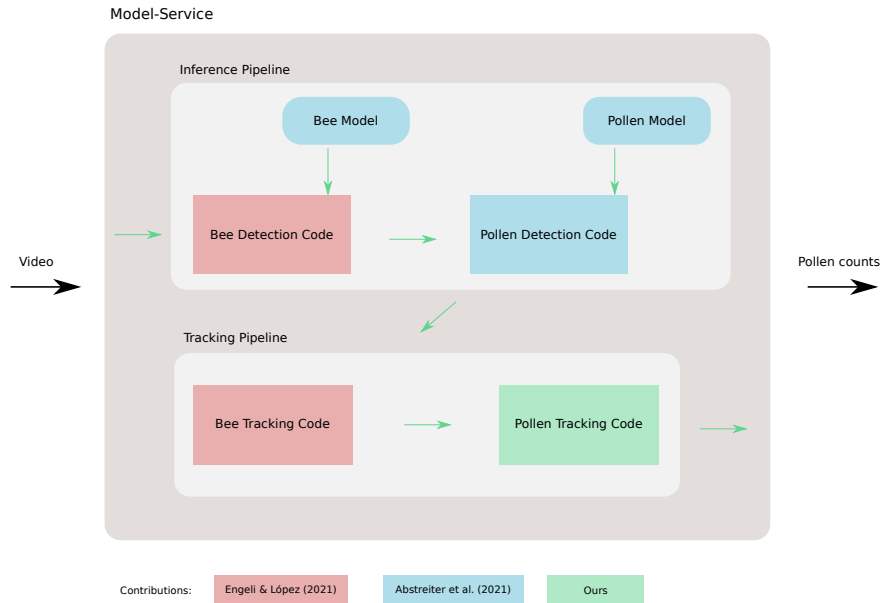 Model-Service
Inference Pipeline
Bee Model
Pollen Model
Bee Detection Code
Pollen Detection Code
Video
Pollen counts
Tracking Pipeline
Bee Tracking Code
Pollen Tracking Code
Contributions:
Engeli & López (2021)
Abstreiter et al. (2021)
Ours